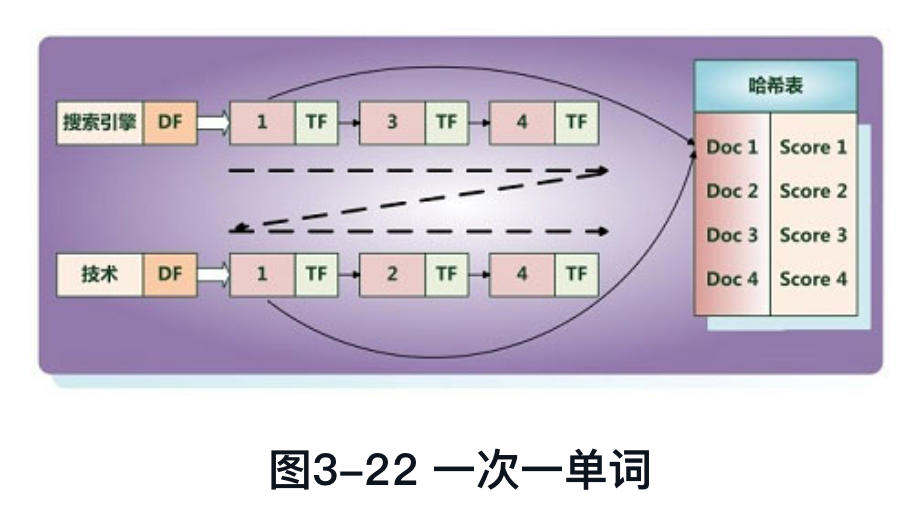 哈希表
搜索引擎 DF 1 TF 3 TF 4 TF
Doc 1 Score 1
Doc 2 Score 2
Doc 3 Score 3
技术 DF 1 TF 2 TF 4 TF
Doc 4 Score 4
图3-22 一次一单词